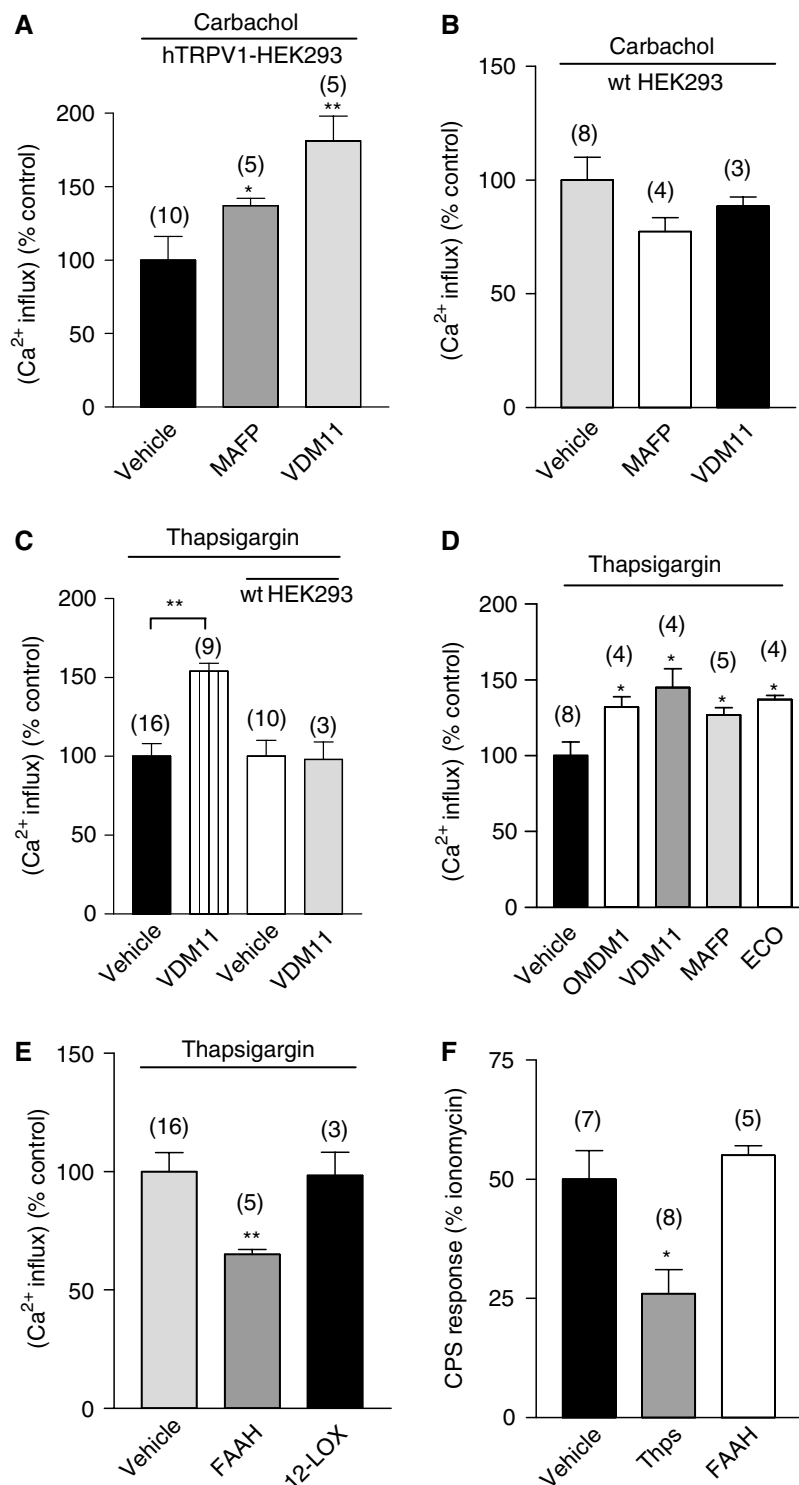 A
Carbachol
hTRPV1-HEK293
(Ca2+ influx) (% control)
200
150
100
50
0
(10)
(5)
*
(5)
**
Vehicle
MAFP
VDM11
B
Carbachol
wt HEK293
(Ca2+ influx) (% control)
150
100
50
0
(8)
(4)
(3)
Vehicle
MAFP
VDM11
C
Thapsigargin
wt HEK293
(Ca2+ influx) (% control)
200
150
100
50
0
**
(16)
(9)
(10)
(3)
Vehicle
VDM11
Vehicle
VDM11
D
Thapsigargin
(Ca2+ influx) (% control)
200
150
100
50
0
(8)
(4)
*
(4)
*
(5)
*
(4)
*
Vehicle
OMDM1
VDM11
MAFP
ECO
E
Thapsigargin
(Ca2+ influx) (% control)
150
100
50
0
(16)
(5)
**
(3)
Vehicle
FAAH
12-LOX
F
CPS response (% ionomycin)
75
50
25
0
(7)
(8)
*
(5)
Vehicle
Thps
FAAH